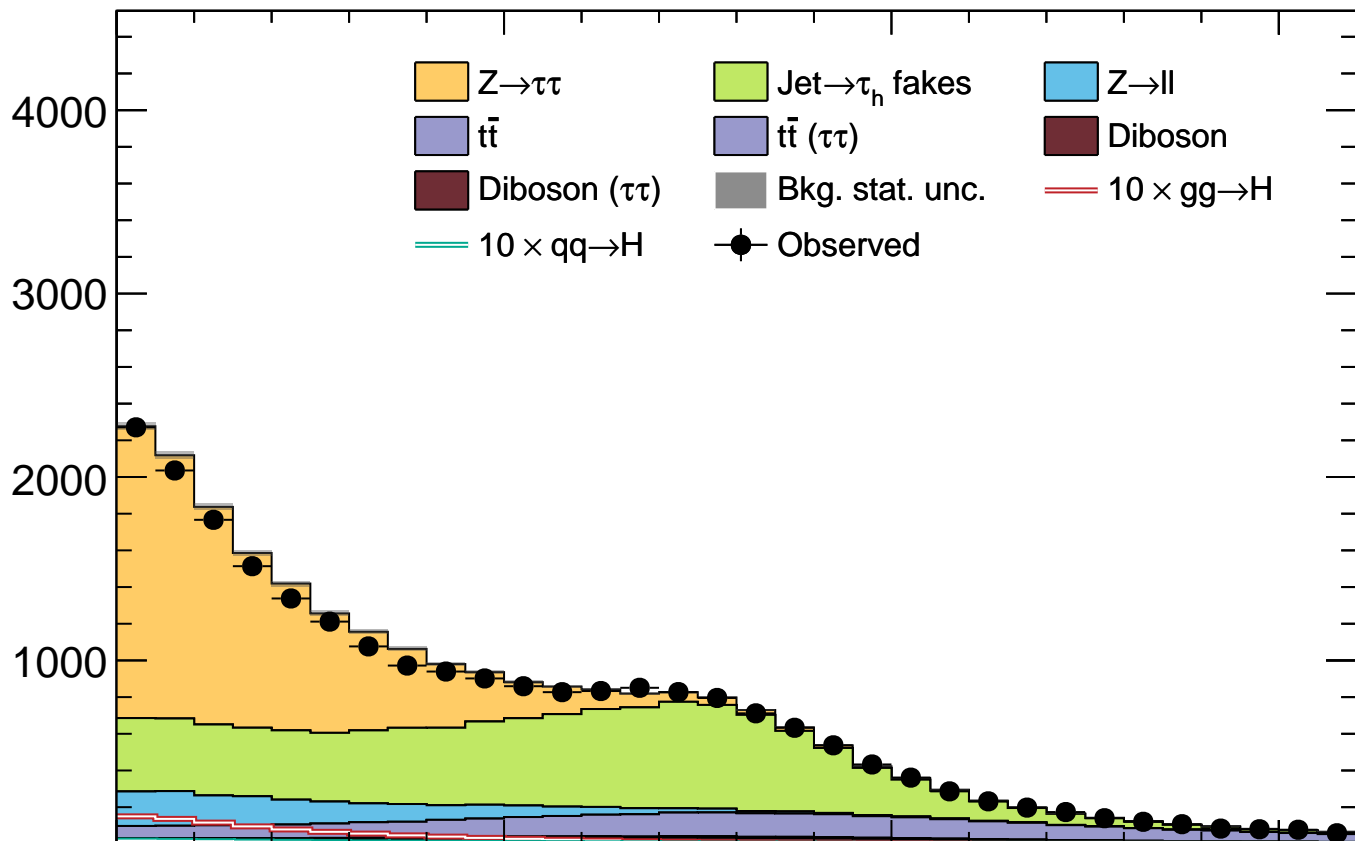 Z→ττ Jet→τh fakes Z→ll
4000
tt̄ tt̄ (ττ) Diboson
Diboson (ττ) Bkg. stat. unc. 10 × gg→H
10 × qq→H Observed
3000
2000
1000